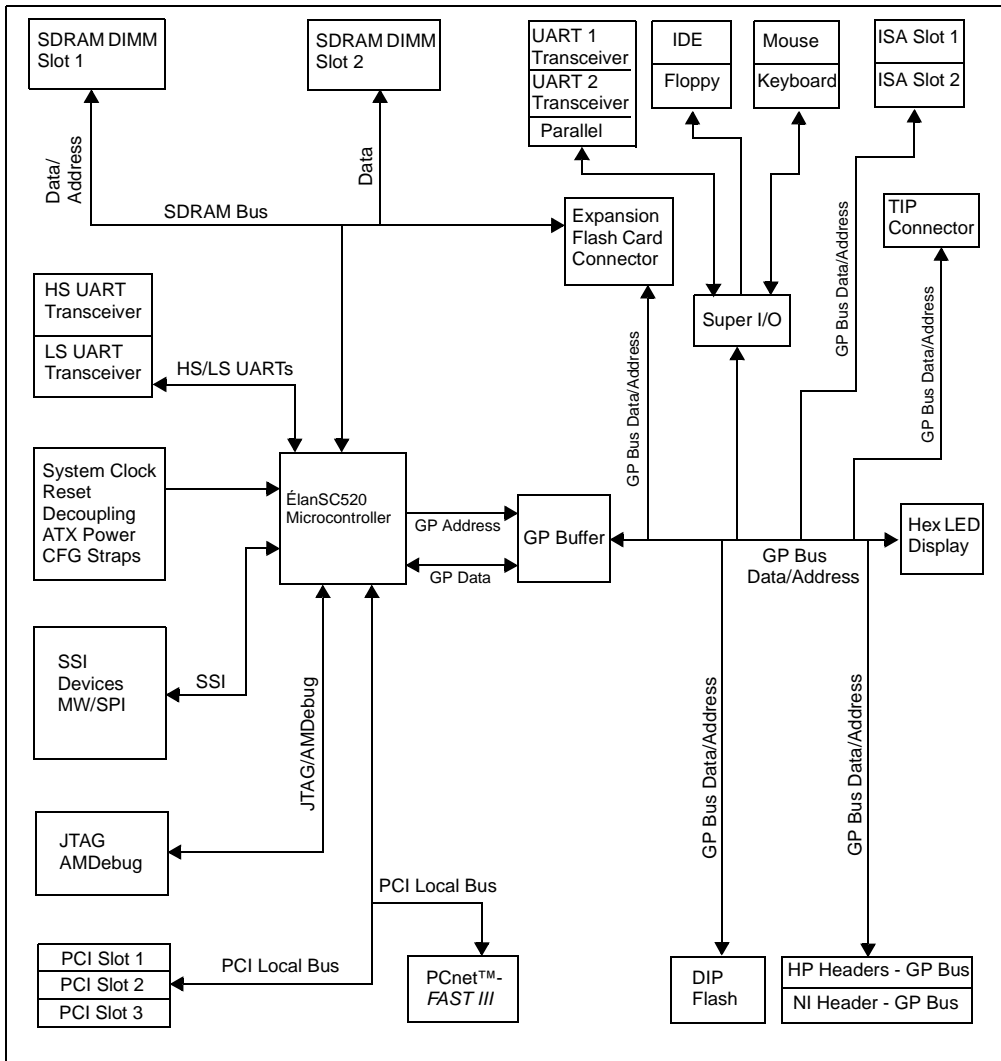 SDRAM DIMM
Slot 1
SDRAM DIMM
Slot 2
UART 1
Transceiver
UART 2
Transceiver
Parallel
IDE
Floppy
Mouse
Keyboard
ISA Slot 1
ISA Slot 2
Data/
Address
Data
SDRAM Bus
Expansion
Flash Card
Connector
TIP
Connector
GP Bus Data/Address
GP Bus Data/Address
GP Bus Data/Address
Super I/O
HS UART
Transceiver
LS UART
Transceiver
HS/LS UARTs
System Clock
Reset
Decoupling
ATX Power
CFG Straps
ÉlanSC520
Microcontroller
GP Address
GP Data
GP Buffer
GP Bus
Data/Address
Hex LED
Display
SSI
Devices
MW/SPI
SSI
JTAG/AMDebug
GP Bus Data/Address
GP Bus Data/Address
JTAG
AMDebug
PCI Local Bus
PCI Slot 1
PCI Slot 2
PCI Slot 3
PCI Local Bus
PCnet™-
FAST III
DIP
Flash
HP Headers - GP Bus
NI Header - GP Bus